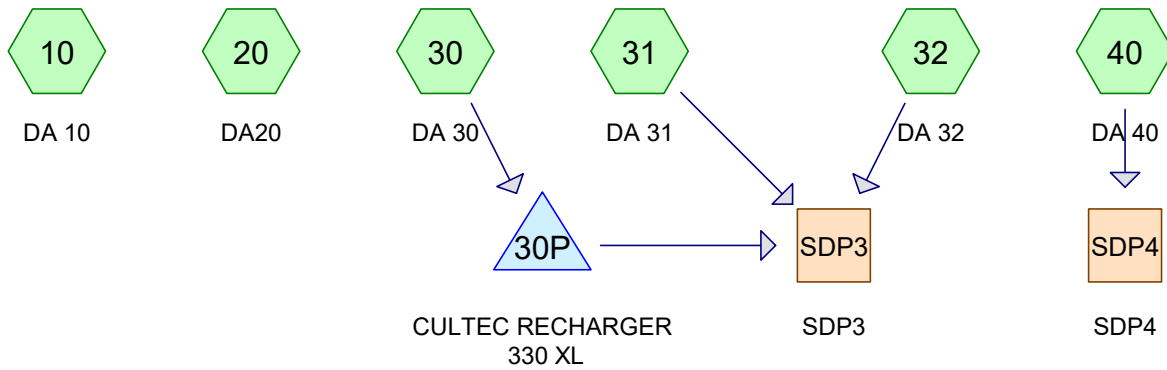 10
20
30
31
32
40
DA 10
DA20
DA 30
DA 31
DA 32
DA 40
30P
SDP3
SDP4
CULTEC RECHARGER
330 XL
SDP3
SDP4